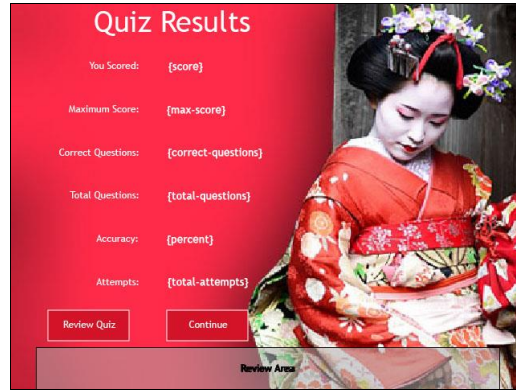 Quiz Results
You Scored: {score}
Maximum Score: {max-score}
Correct Questions: {correct-questions}
Total Questions: {total-questions}
Accuracy: {percent}
Attempts: {total-attempts}
Review Quiz Continue
Review Area